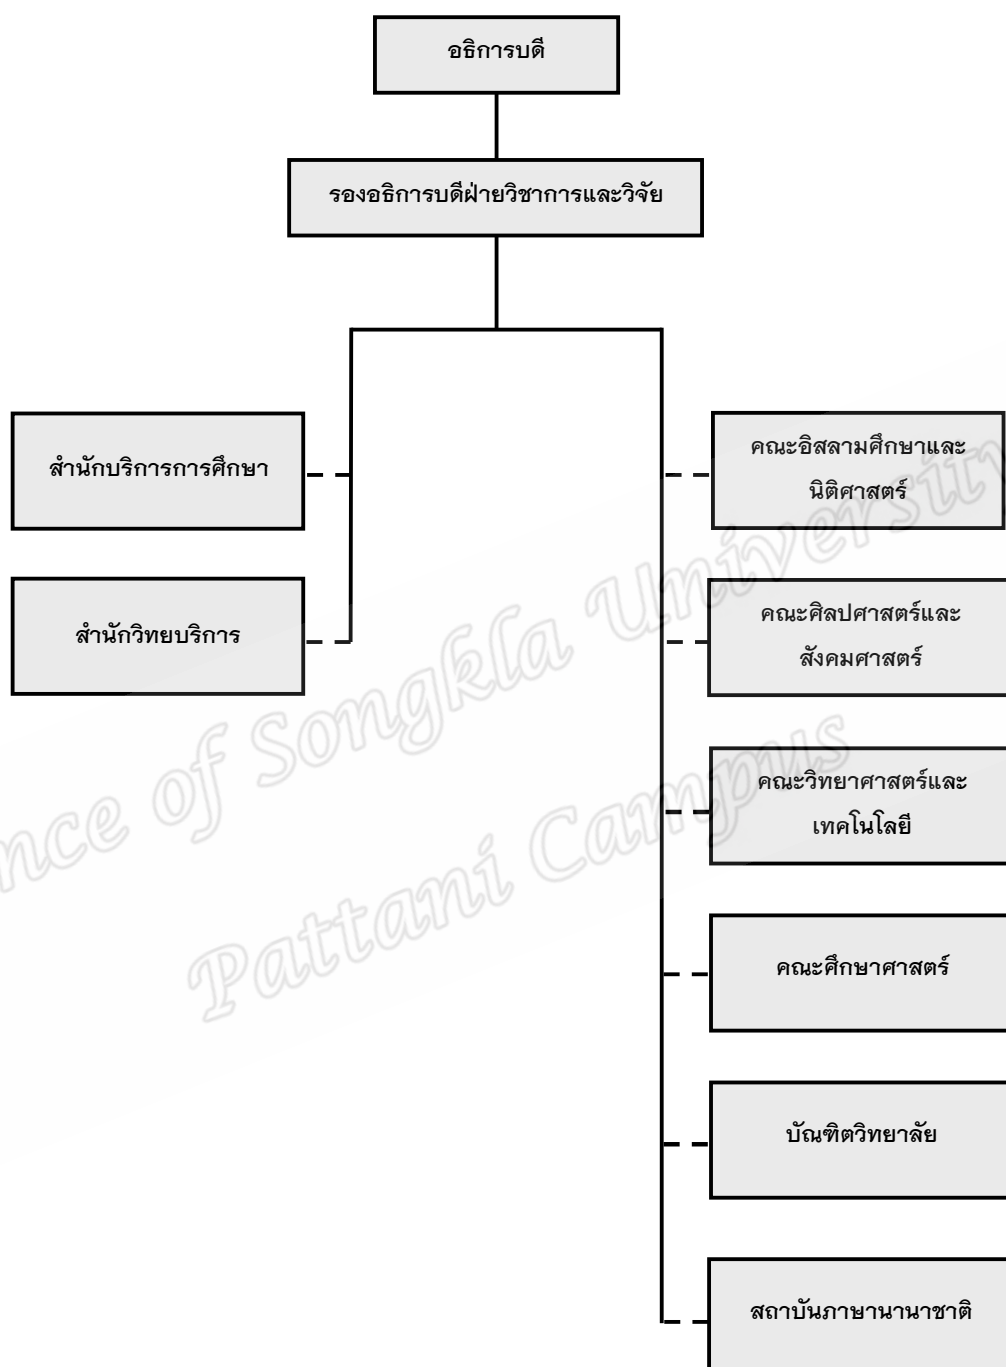 อธิการบดี
รองอธิการบดีฝ่ายวิชาการและวิจัย
สำนักบริการการศึกษา
สำนักวิทยบริการ
คณะอิสลามศึกษาและ
นิติศาสตร์
คณะศิลปศาสตร์และ
สังคมศาสตร์
คณะวิทยาศาสตร์และ
เทคโนโลยี
คณะศึกษาศาสตร์
บัณฑิตวิทยาลัย
สถาบันภาษานานาชาติ
nce of Songkla University
Pattani Campus